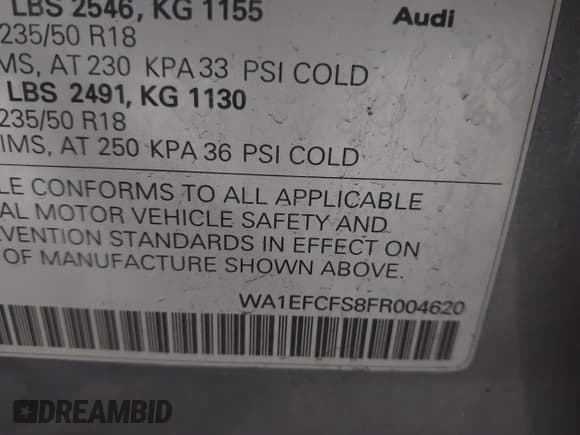 LBS 2546, KG 1155
Audi
235/50 R18
IMS, AT 230 KPA 33 PSI COLD
LBS 2491, KG 1130
235/50 R18
IMS, AT 250 KPA 36 PSI COLD
LE CONFORMS TO ALL APPLICABLE
AL MOTOR VEHICLE SAFETY AND
EVENTION STANDARDS IN EFFECT ON
OF MANUFACTURE SHOWN ABOVE.
WA1EFCFS8FR004620
DREAMBID